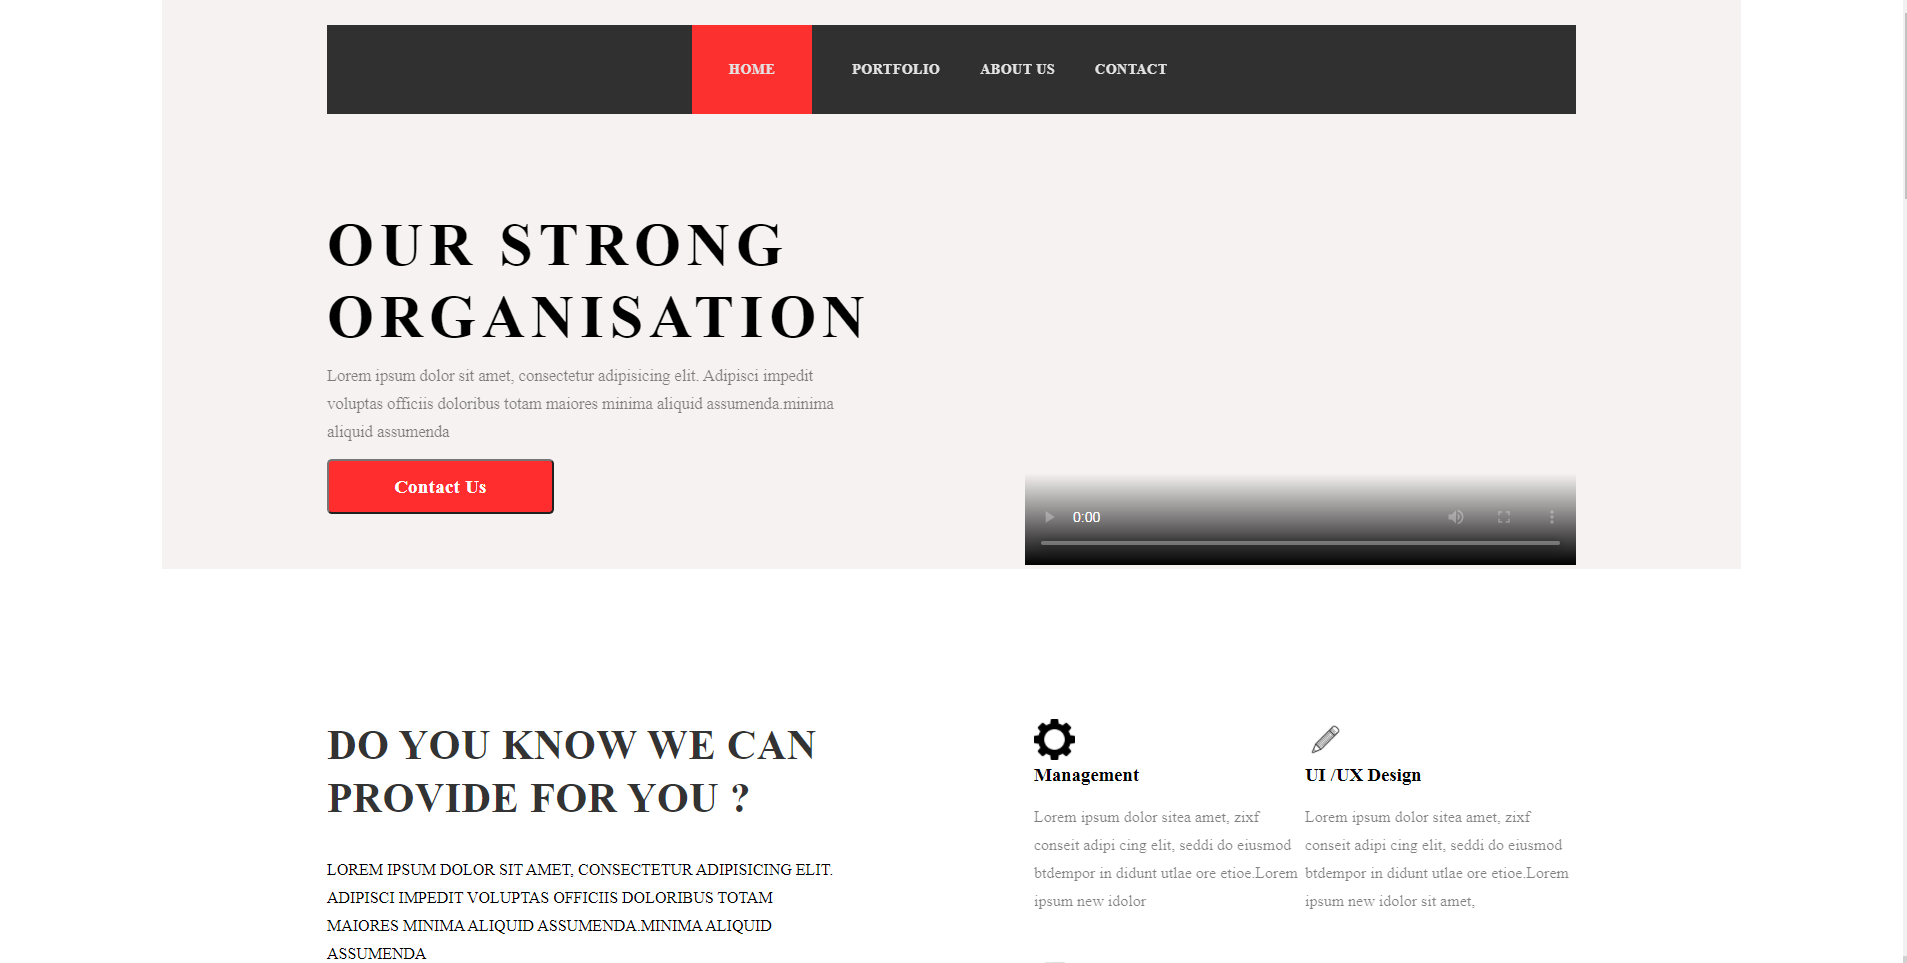 HOME PORTFOLIO ABOUT US CONTACT
OUR STRONG
ORGANISATION
Lorem ipsum dolor sit amet, consectetur adipisicing elit. Adipisci impedit
voluptas officiis doloribus totam maiores minima aliquid assumenda.minima
aliquid assumenda
Contact Us
0:00
DO YOU KNOW WE CAN
PROVIDE FOR YOU ?
LOREM IPSUM DOLOR SIT AMET, CONSECTETUR ADIPISICING ELIT.
ADIPISCI IMPEDIT VOLUPTAS OFFICIIS DOLORIBUS TOTAM
MAIORES MINIMA ALIQUID ASSUMENDA.MINIMA ALIQUID
ASSUMENDA
Management
Lorem ipsum dolor sitea amet, zixf
conseit adipi cing elit, seddi do eiusmod
btdempor in didunt utlae ore etioe.Lorem
ipsum new idolor
UI /UX Design
Lorem ipsum dolor sitea amet, zixf
conseit adipi cing elit, seddi do eiusmod
btdempor in didunt utlae ore etioe.Lorem
ipsum new idolor sit amet,